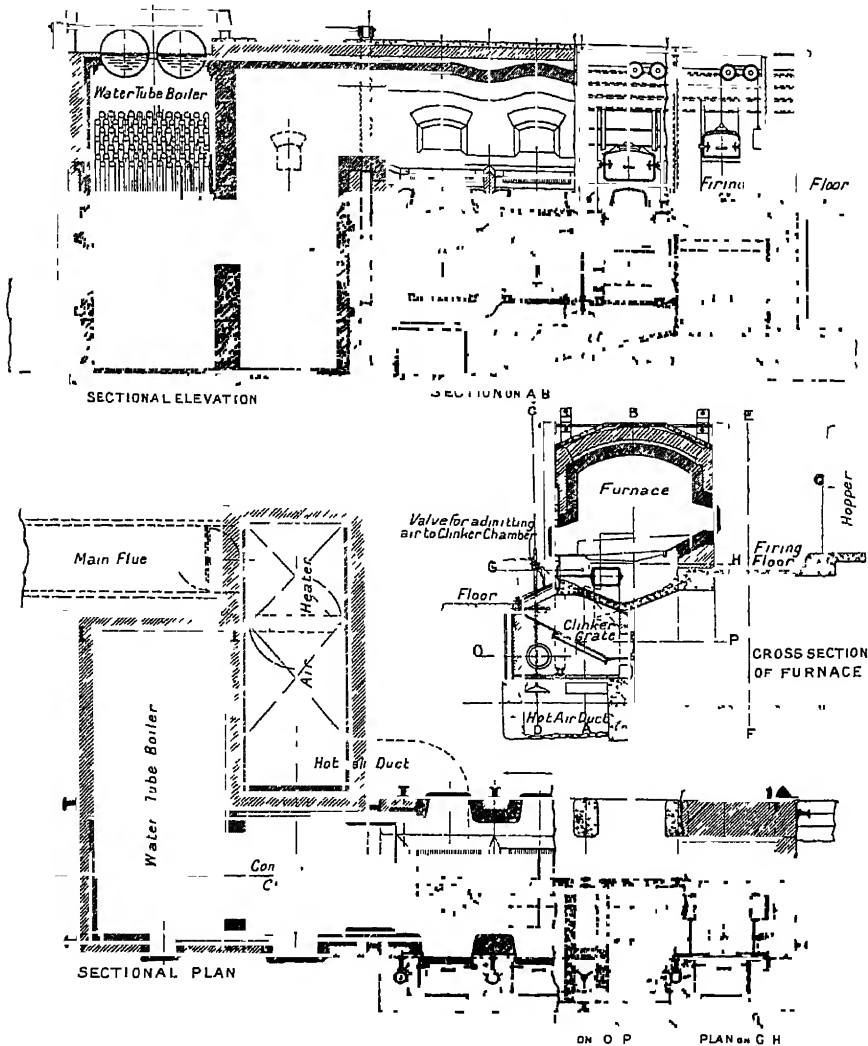 Water Tube Boiler
Firing
Floor
SECTIONAL ELEVATION
SECTION ON A B
G
B
E
Furnace
Hopper
Valve for admitting
air to Clinker Chamber
G
H
Firing
Floor
Floor
Clinker
Grate
O
P
CROSS SECTION
OF FURNACE
Hot Air Duct
D
A
F
Main Flue
Heater
Air
Hot Air Duct
Water Tube Boiler
Con
C
SECTIONAL PLAN
ON O P
PLAN ON G H